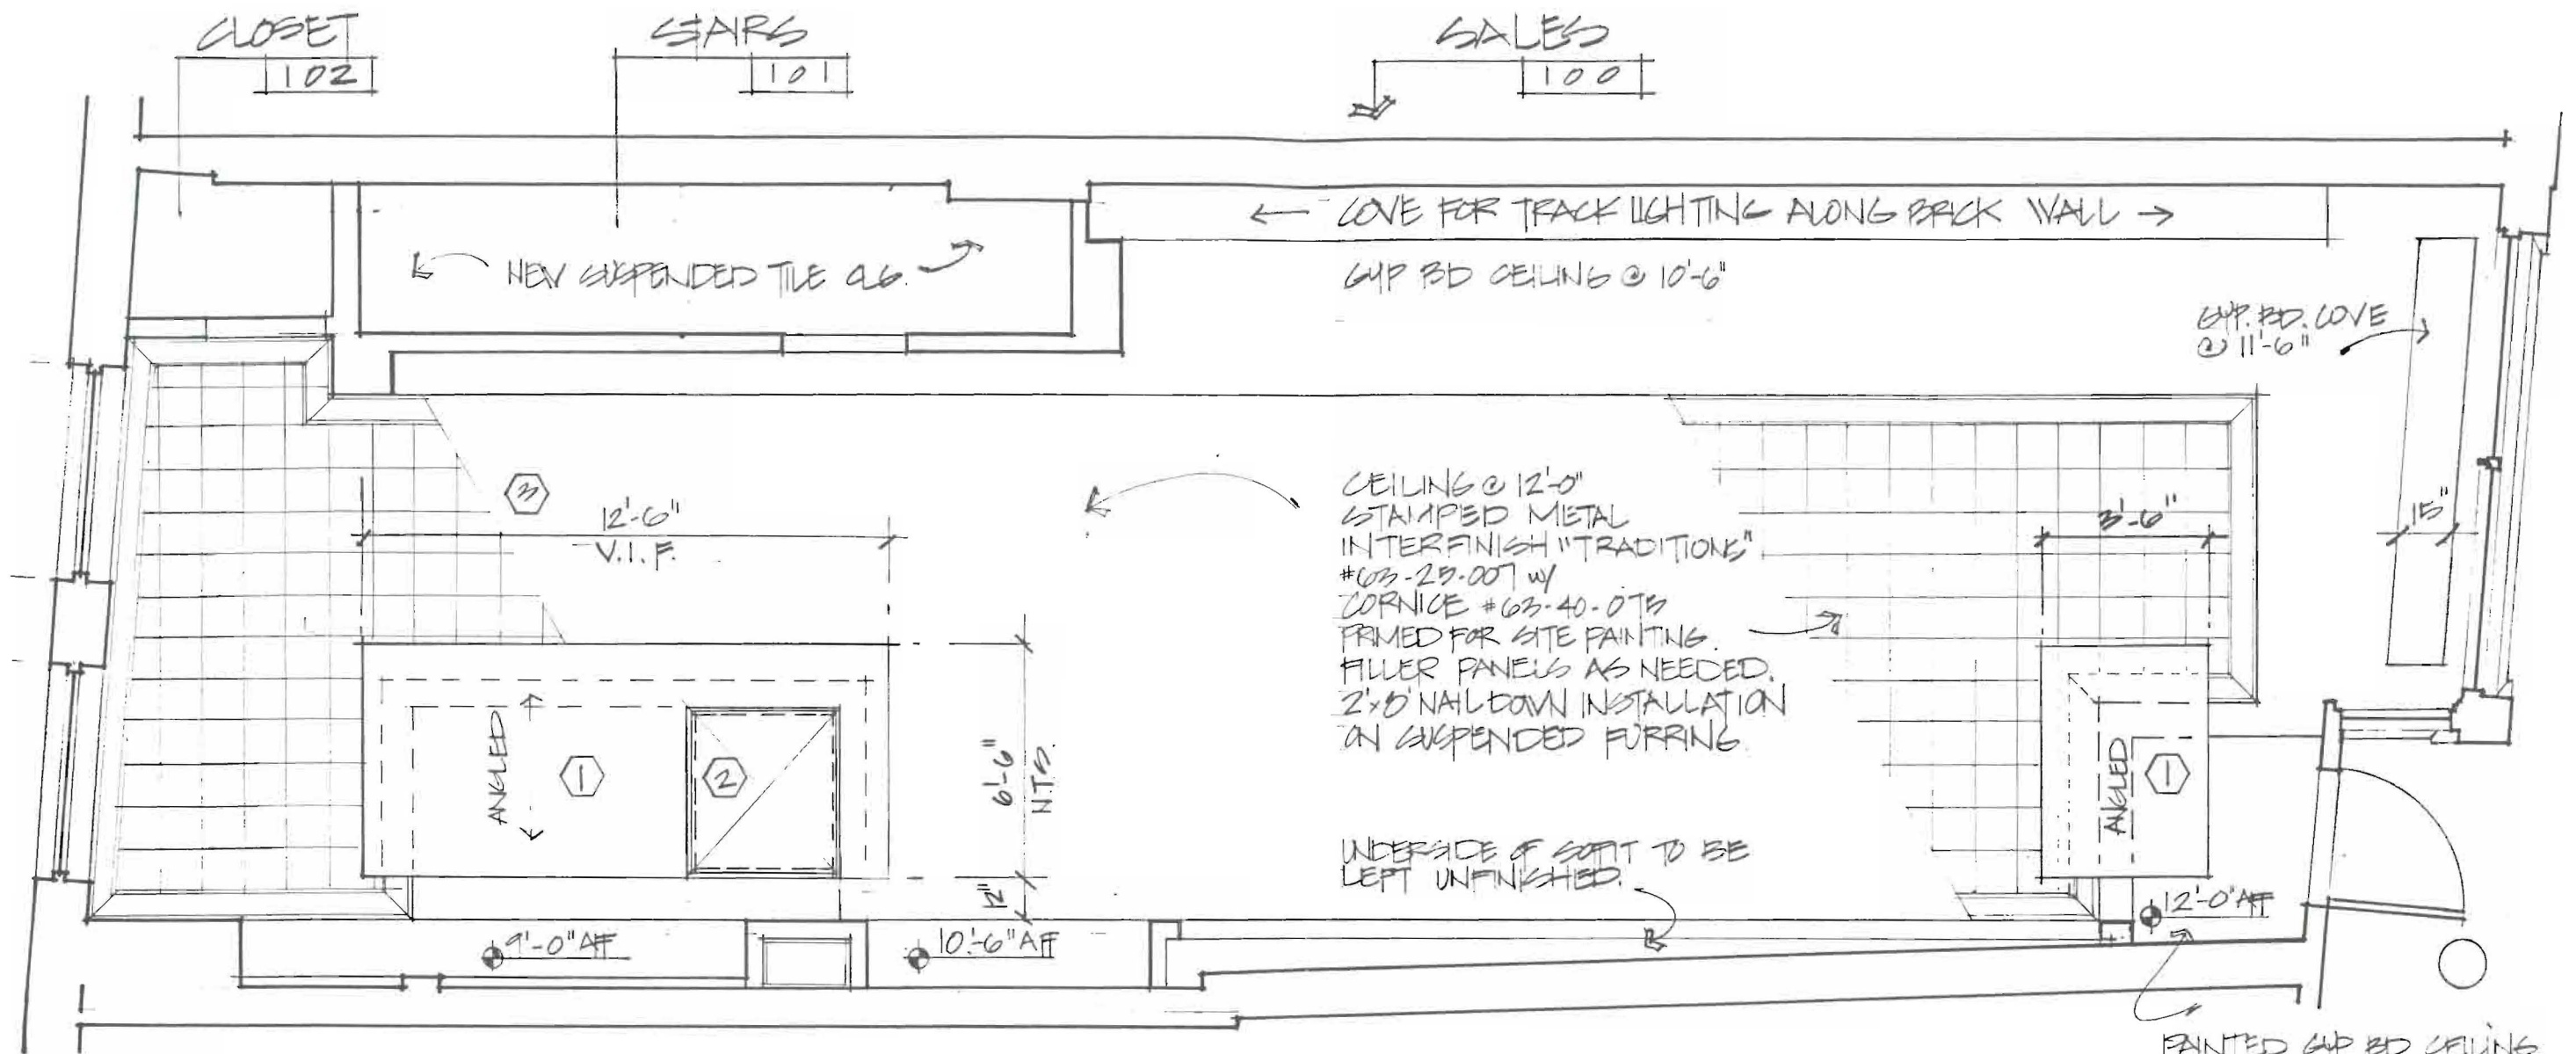 CLOSET
102
STAIRS
101
SALES
100
← COVE FOR TRACK LIGHTING ALONG BRICK WALL →
NEW SUSPENDED TILE CLG.
GYP BD CEILING @ 10'-6"
GYP. BD. COVE
@ 11'-6"
3
12'-6"
V.I.F.
CEILING @ 12'-0"
STAMPED METAL
INTERFINISH "TRADITIONS"
#63-25-007 W/
CORNICE #63-40-075
PRIMED FOR SITE PAINTING.
FILLER PANELS AS NEEDED.
2'x8' NAIL DOWN INSTALLATION
ON SUSPENDED FURRING
3'-6"
15"
ANGLED
1
2
6'-6"
N.T.S.
12"
ANGLED
1
UNDERSIDE OF SOFFIT TO BE
LEFT UNFINISHED.
9'-0" AFF
10'-6" AFF
12'-0" AFF
PAINTED GYP BD CEILING